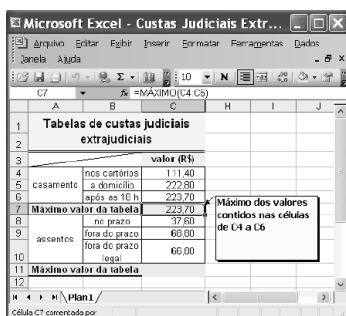 Microsoft Excel - Custas Judiciais Extr...
Arquivo Editar Exibir Inserir Formatar Ferramentas Dados
Janela Ajuda
10 N
C7 fx =MÁXIMO(C4:C6)
A B C H I J
1 Tabelas de custas judiciais
2 extrajudiciais
3 valor (R$)
4 nos cartórios 111,40
5 casamento a domicílio 222,80
6 após as 18 h 223,70
7 Máximo valor da tabela 223,70
8 no prazo 37,60
9 assentos fora do prazo 60,80
10 fora do prazo legal 66,00
11 Máximo valor da tabela
12
Máximo dos valores
contidos nas células
de C4 a C6
Plan1
Célula C7 comentada por